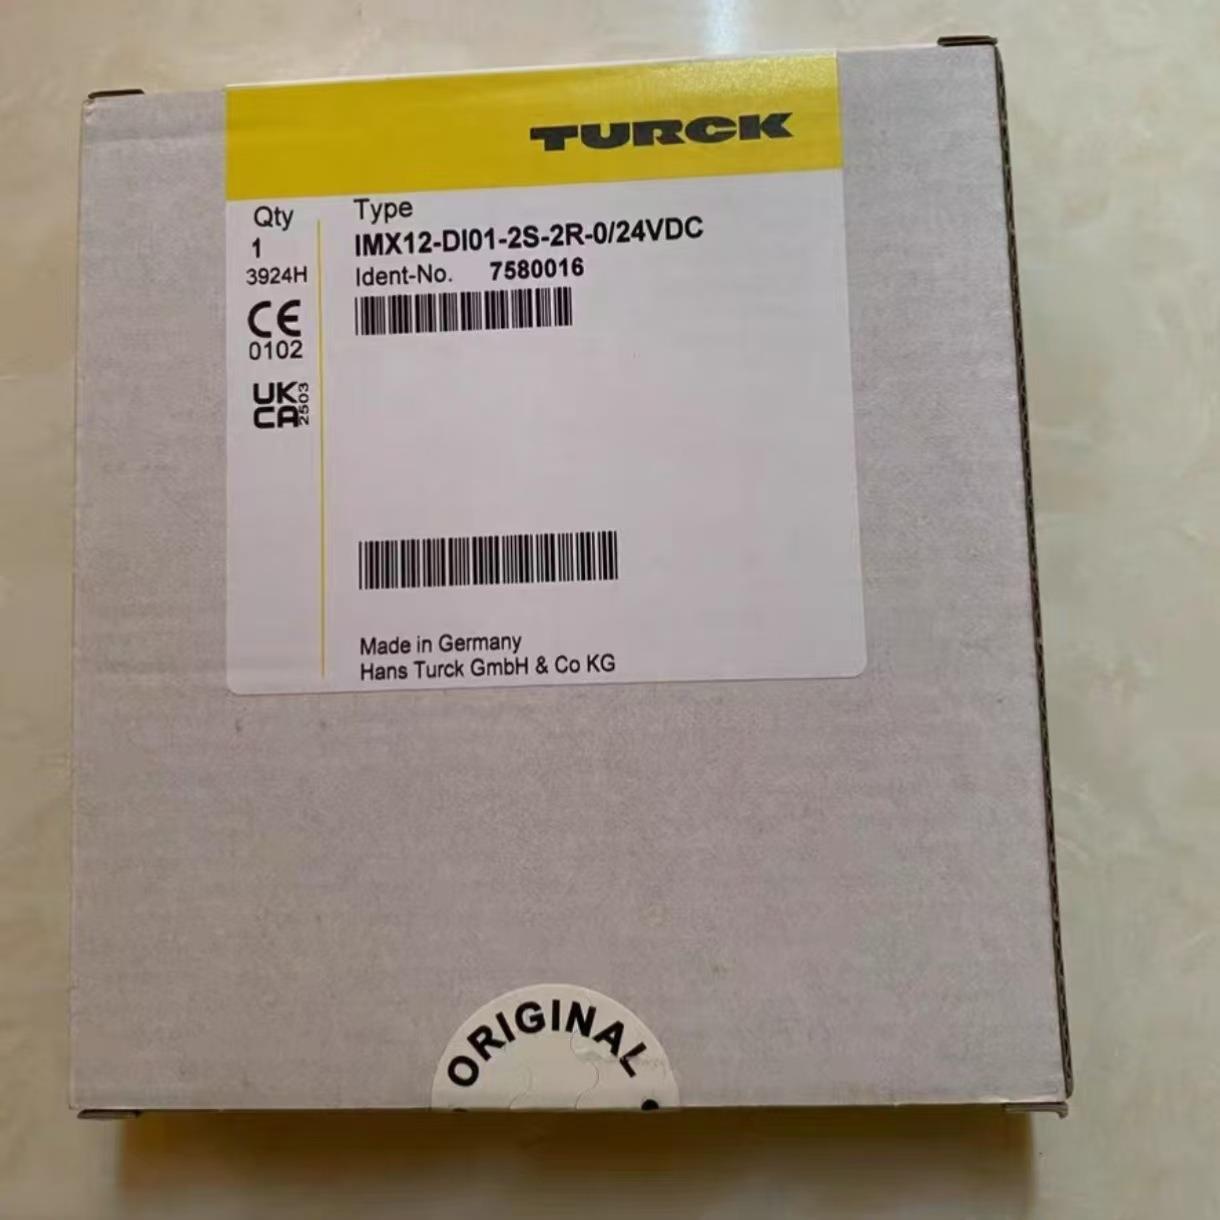 TURCK
Qty
1
3924H
CE
0102
UK
CA
2503
Type
IMX12-DI01-2S-2R-0/24VDC
Ident-No. 7580016
Made in Germany
Hans Turck GmbH & Co KG
ORIGINAL